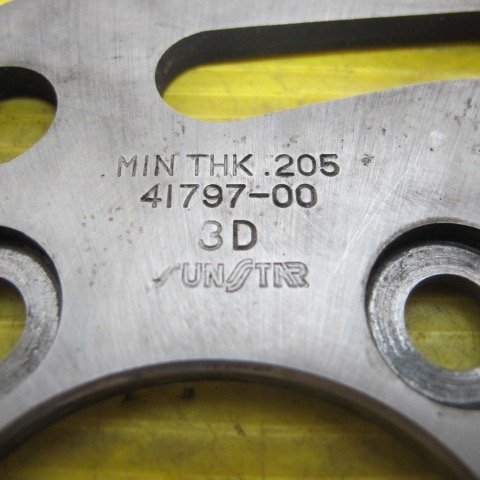 MIN THK .205
41797-00
3D
SUNSTAR